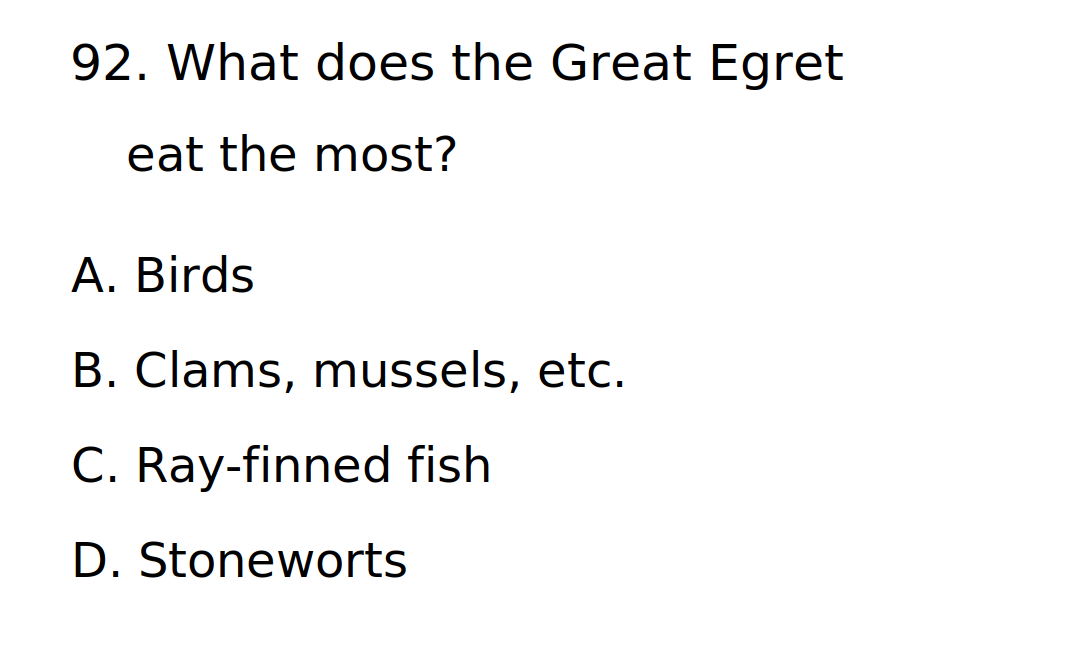 92. What does the Great Egret
eat the most?
A. Birds
B. Clams, mussels, etc.
C. Ray-finned fish
D. Stoneworts